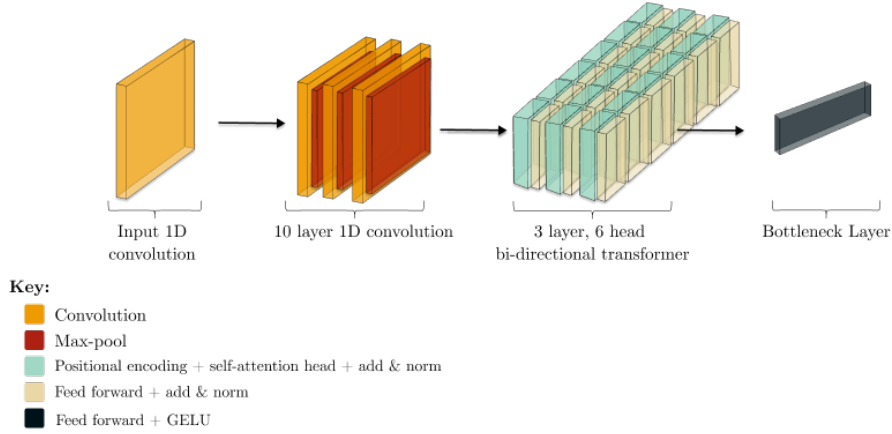 Input 1D
convolution
10 layer 1D convolution
3 layer, 6 head
bi-directional transformer
Bottleneck Layer
Key:
Convolution
Max-pool
Positional encoding + self-attention head + add & norm
Feed forward + add & norm
Feed forward + GELU